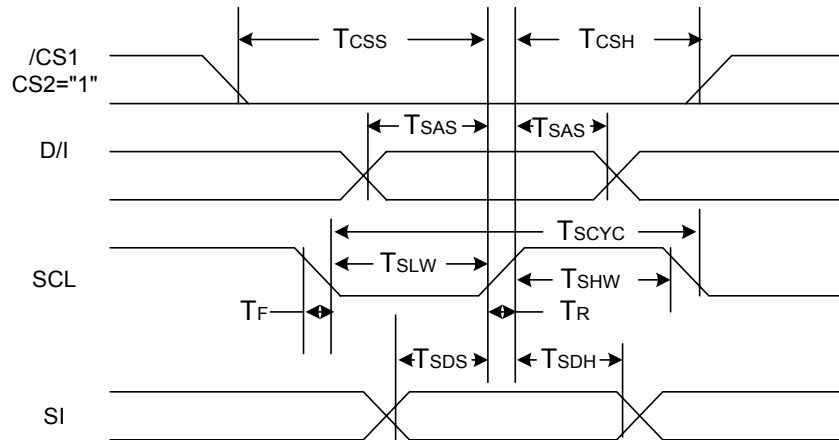 /CS1
CS2="1"
TCSS
TCSH
D/I
TSAS
TSAS
TSCYC
SCL
TSLW
TSHW
TF
TR
TSDS
TSDH
SI